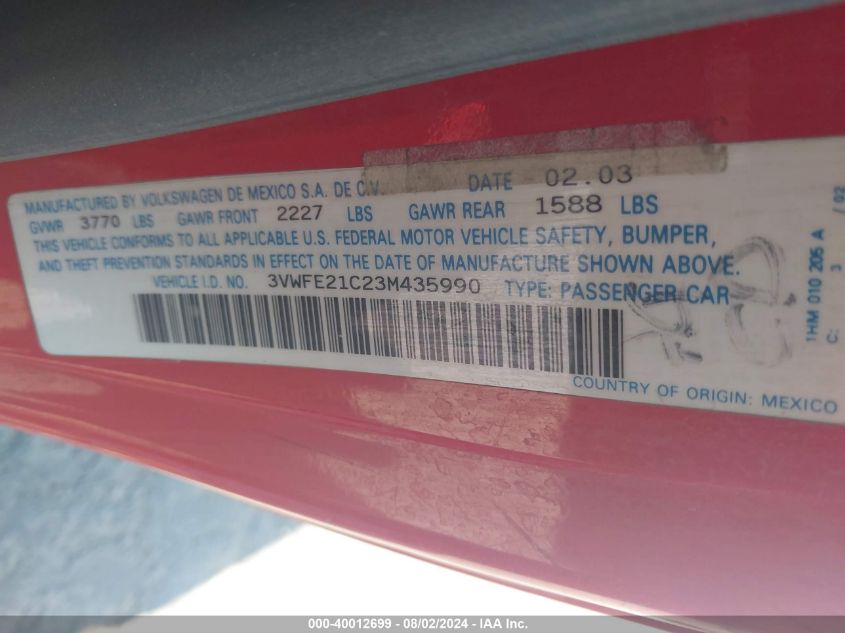 MANUFACTURED BY VOLKSWAGEN DE MEXICO S.A. DE C.V. DATE 02.03
GVWR 3770 LBS GAWR FRONT 2227 LBS GAWR REAR 1588 LBS
THIS VEHICLE CONFORMS TO ALL APPLICABLE U.S. FEDERAL MOTOR VEHICLE SAFETY, BUMPER,
AND THEFT PREVENTION STANDARDS IN EFFECT ON THE DATE OF MANUFACTURE SHOWN ABOVE.
VEHICLE I.D. NO. 3VWFE21C23M435990 TYPE: PASSENGER CAR
COUNTRY OF ORIGIN: MEXICO
1HM 010 205 A
C: 3 / 02
000-40012699 - 08/02/2024 - IAA Inc.